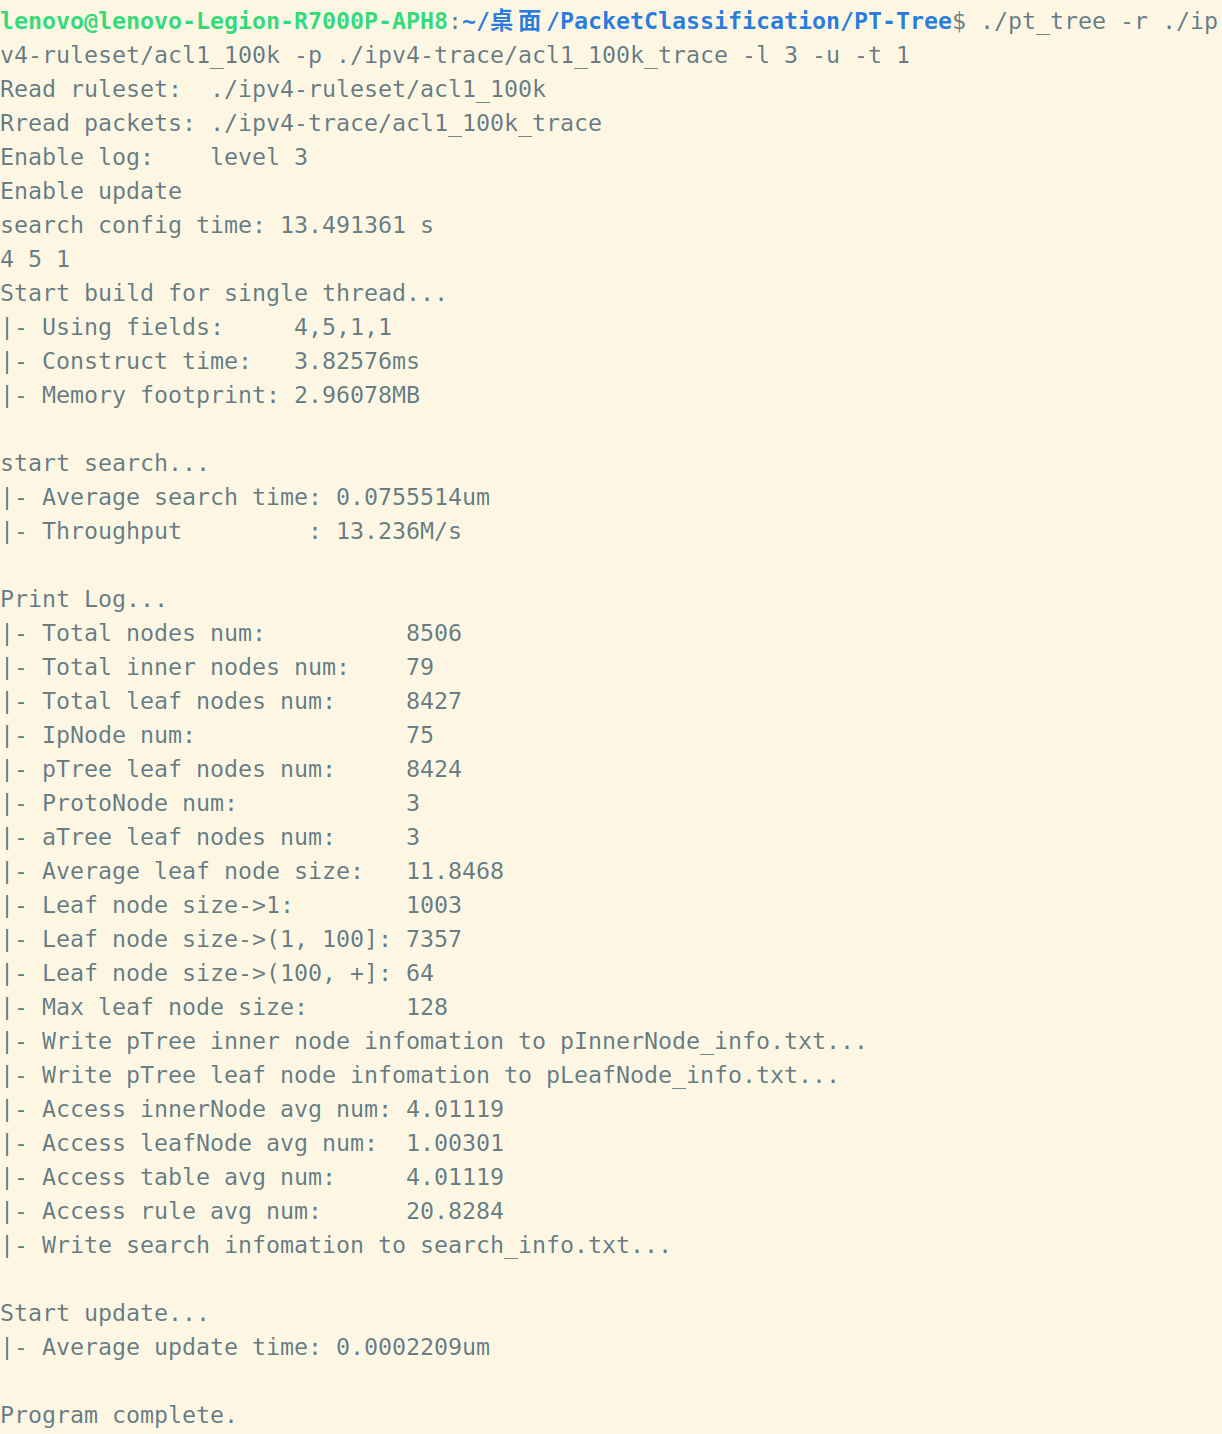 lenovo@lenovo-Legion-R7000P-APH8:~/桌面/PacketClassification/PT-Tree$ ./pt_tree -r ./ip
v4-ruleset/acl1_100k -p ./ipv4-trace/acl1_100k_trace -l 3 -u -t 1
Read ruleset:  ./ipv4-ruleset/acl1_100k
Rread packets: ./ipv4-trace/acl1_100k_trace
Enable log:    level 3
Enable update
search config time: 13.491361 s
4 5 1
Start build for single thread...
|- Using fields:     4,5,1,1
|- Construct time:   3.82576ms
|- Memory footprint: 2.96078MB

start search...
|- Average search time: 0.0755514um
|- Throughput         : 13.236M/s

Print Log...
|- Total nodes num:          8506
|- Total inner nodes num:    79
|- Total leaf nodes num:     8427
|- IpNode num:               75
|- pTree leaf nodes num:     8424
|- ProtoNode num:            3
|- aTree leaf nodes num:     3
|- Average leaf node size:   11.8468
|- Leaf node size->1:        1003
|- Leaf node size->(1, 100]: 7357
|- Leaf node size->(100, +]: 64
|- Max leaf node size:       128
|- Write pTree inner node infomation to pInnerNode_info.txt...
|- Write pTree leaf node infomation to pLeafNode_info.txt...
|- Access innerNode avg num: 4.01119
|- Access leafNode avg num:  1.00301
|- Access table avg num:     4.01119
|- Access rule avg num:      20.8284
|- Write search infomation to search_info.txt...

Start update...
|- Average update time: 0.0002209um

Program complete.